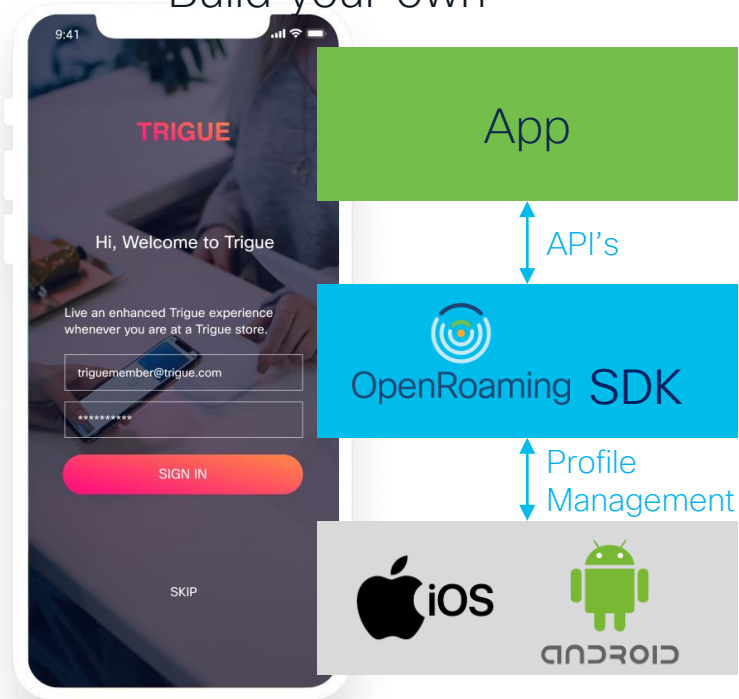 Build your own
9:41
TRIGUE
Hi, Welcome to Trigue
Live an enhanced Trigue experience
whenever you are at a Trigue store.
triguemember@trigue.com
**********
SIGN IN
SKIP
App
API's
OpenRoaming SDK
Profile
Management
iOS
ANDROID